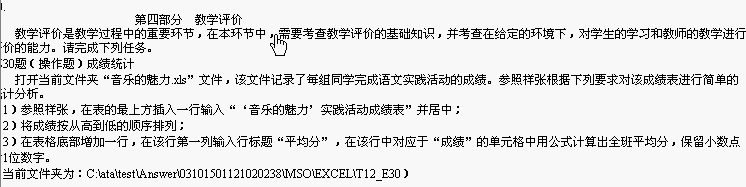 第四部分 教学评价
教学评价是教学过程中的重要环节，在本环节中，需要考查教学评价的基础知识，并考查在给定的环境下，对学生的学习和教师的教学进行
价的能力。请完成下列任务。
30题（操作题）成绩统计
打开当前文件夹“音乐的魅力.xls”文件，该文件记录了每组同学完成语文实践活动的成绩。参照样张根据下列要求对该成绩表进行简单的
计分析。
1）参照祥张，在表的最上方插入一行输入“‘音乐的魅力’实践活动成绩表”并居中；
2）将成绩按从高到低的顺序排列；
3）在表格底部增加一行，在该行第一列输入行标题“平均分”，在该行中对应于“成绩”的单元格中用公式计算出全班平均分，保留小数点
1位数字。
当前文件夹为：C:\ata\test\Answer\03101501121020238\MSO\EXCEL\T12_E30）